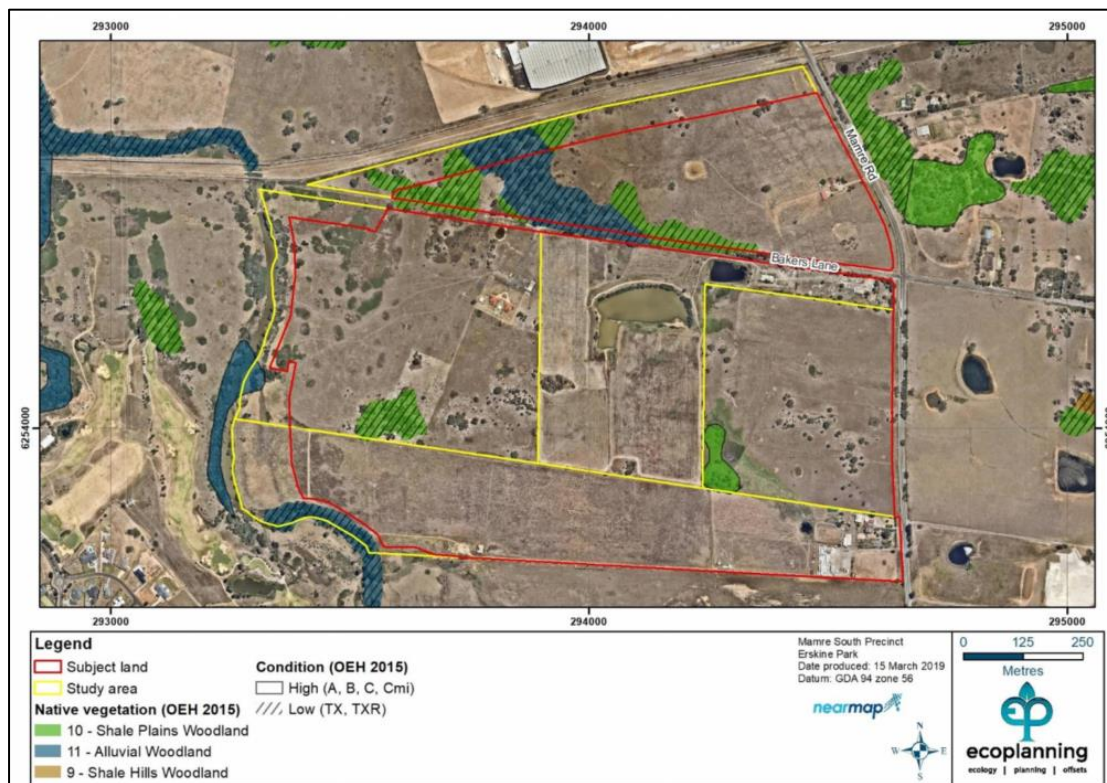 293000 294000 295000
Mamre Rd
Bakers Lane
6254000
293000 294000 295000
Legend
Subject land
Study area
Native vegetation (OEH 2015)
10 - Shale Plains Woodland
11 - Alluvial Woodland
9 - Shale Hills Woodland
Condition (OEH 2015)
High (A, B, C, Cmi)
Low (TX, TXR)
Mamre South Precinct
Erskine Park
Date produced: 15 March 2019
Datum: GDA 94 zone 56
nearmap
N
W E
S
0 125 250
Metres
ep
ecoplanning
ecology | planning | offsets